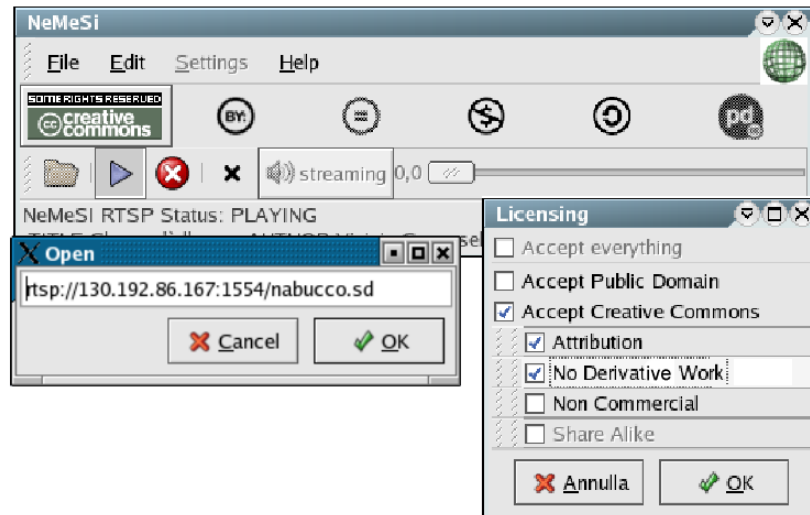 NeMeSi
File Edit Settings Help
SOME RIGHTS RESERVED
cc creative commons
BY:
=
$
pd
cc
streaming 0,0
NeMeSI RTSP Status: PLAYING
Open
rtsp://130.192.86.167:1554/nabucco.sd
Cancel OK
Licensing
Accept everything
Accept Public Domain
Accept Creative Commons
Attribution
No Derivative Work
Non Commercial
Share Alike
Annulla OK